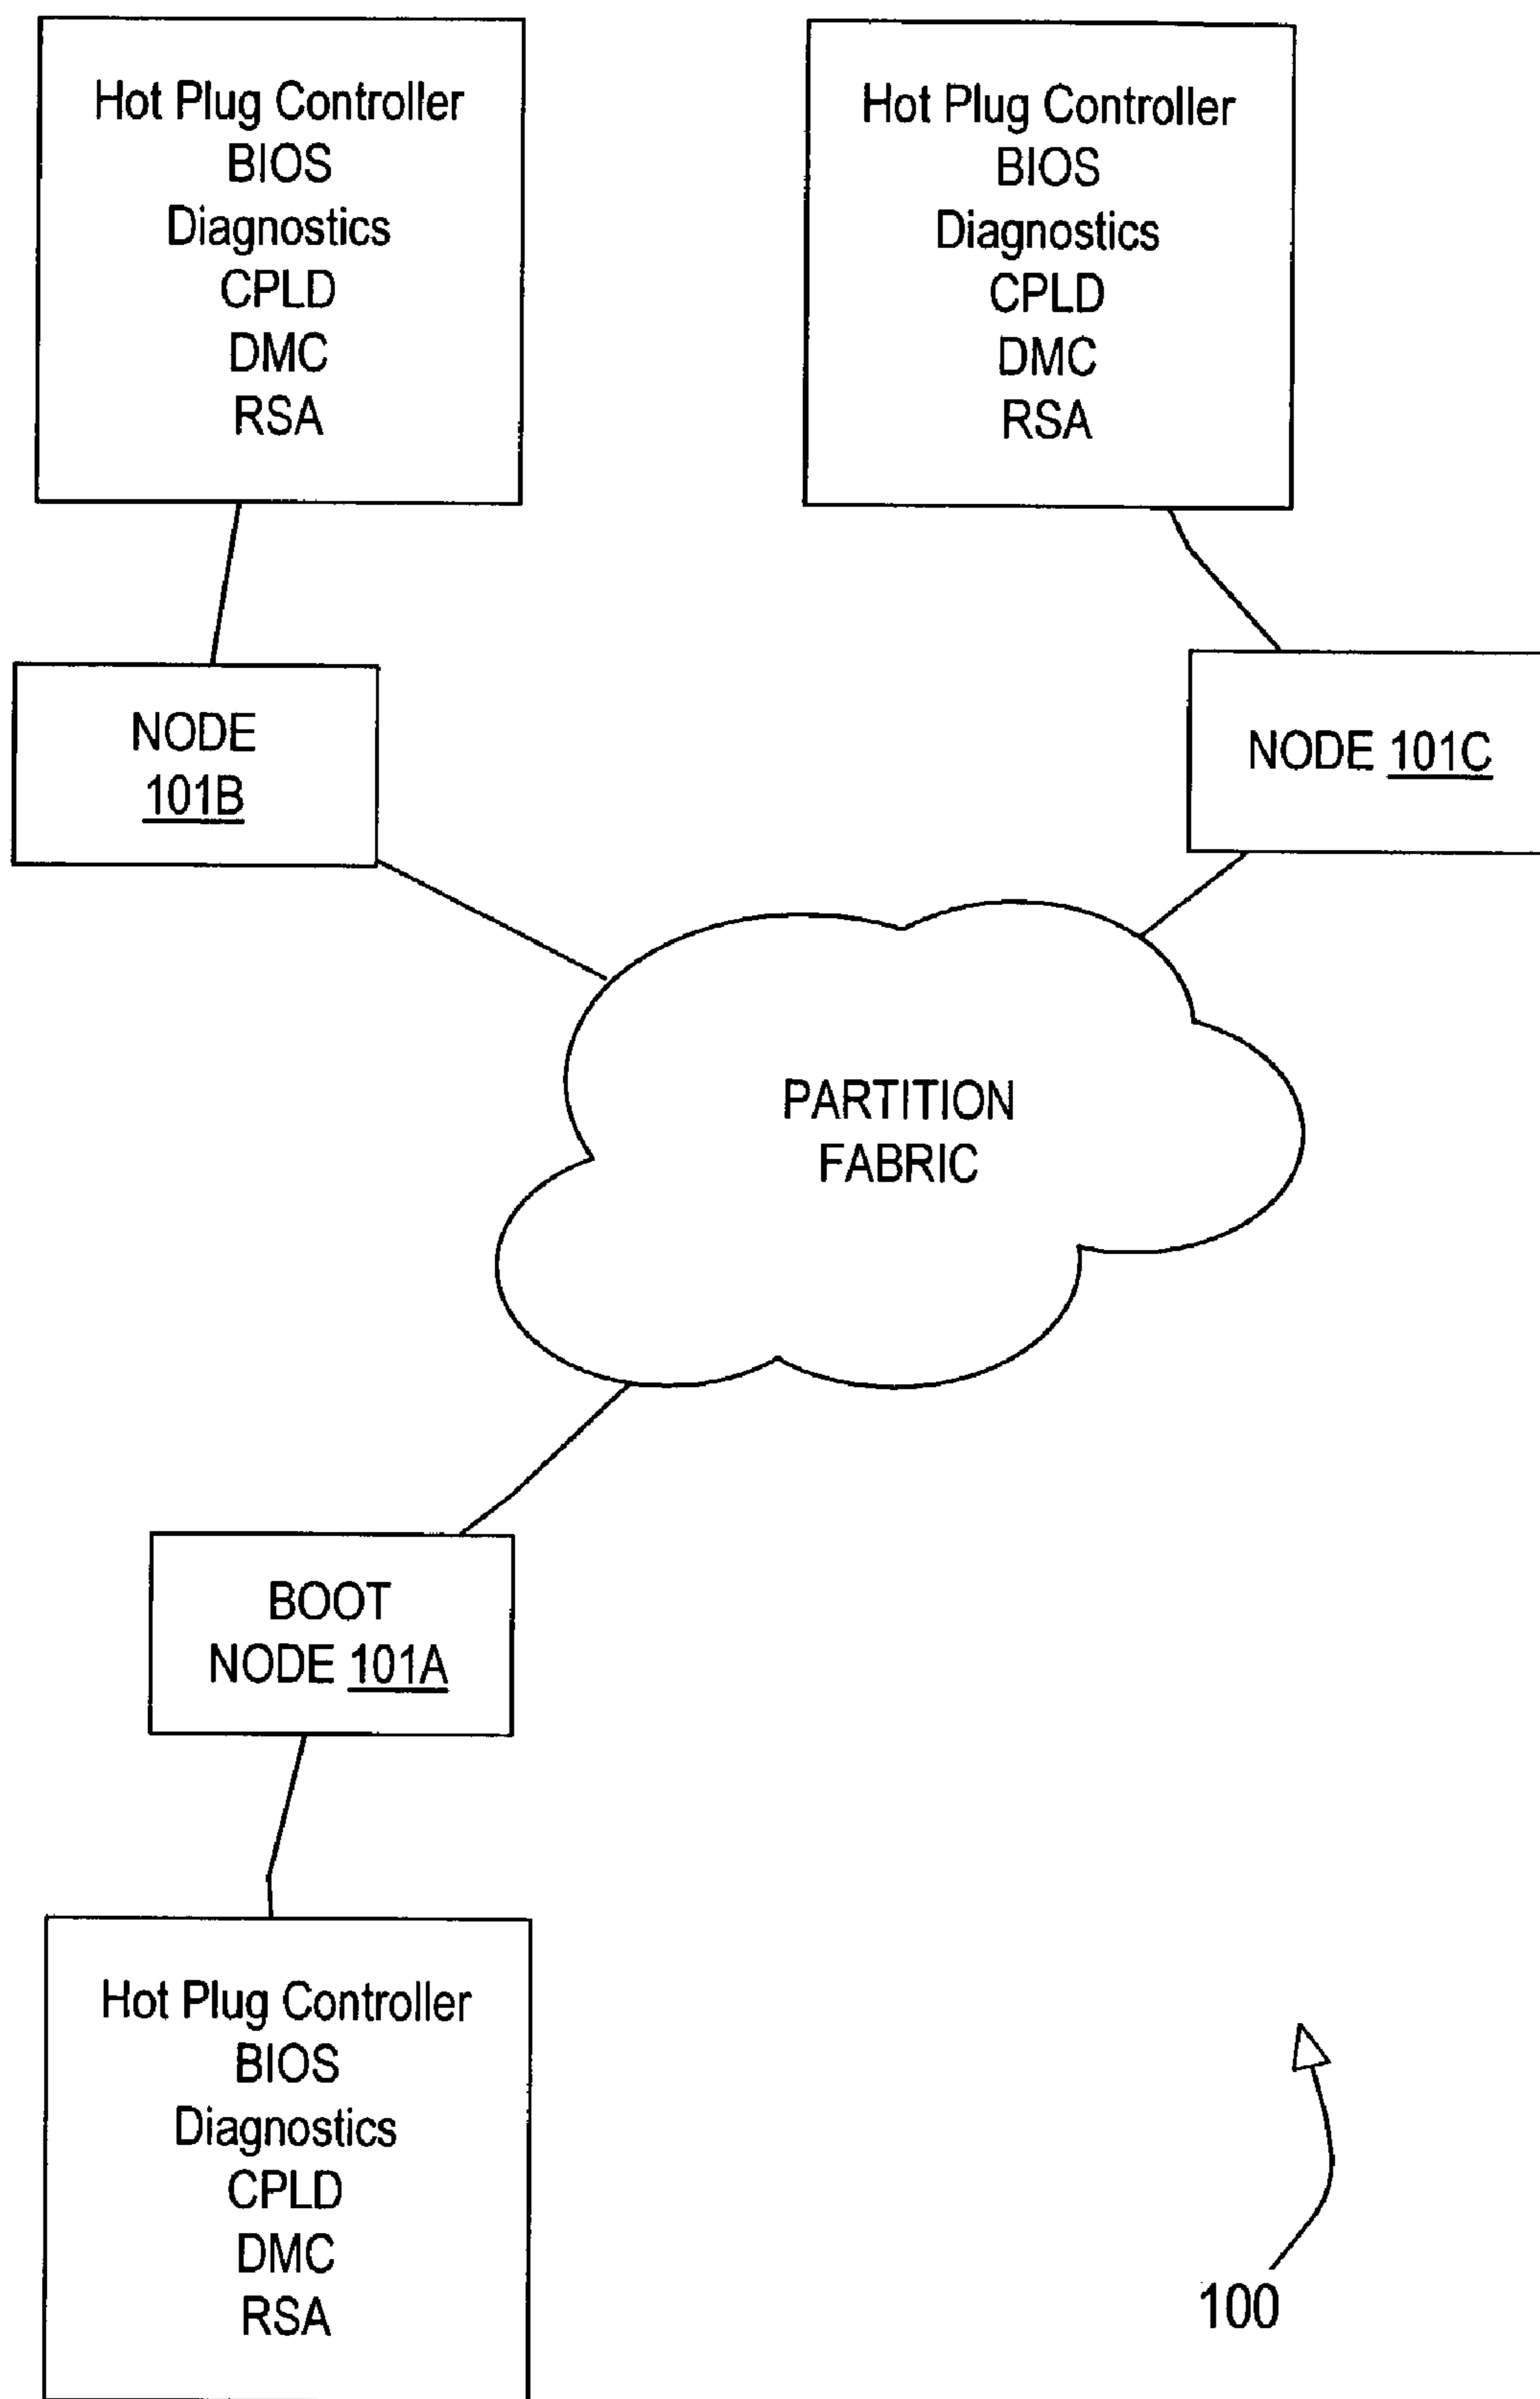 Hot Plug Controller
BIOS
Diagnostics
CPLD
DMC
RSA
Hot Plug Controller
BIOS
Diagnostics
CPLD
DMC
RSA
NODE
101B
NODE 101C
PARTITION
FABRIC
BOOT
NODE 101A
Hot Plug Controller
BIOS
Diagnostics
CPLD
DMC
RSA
100